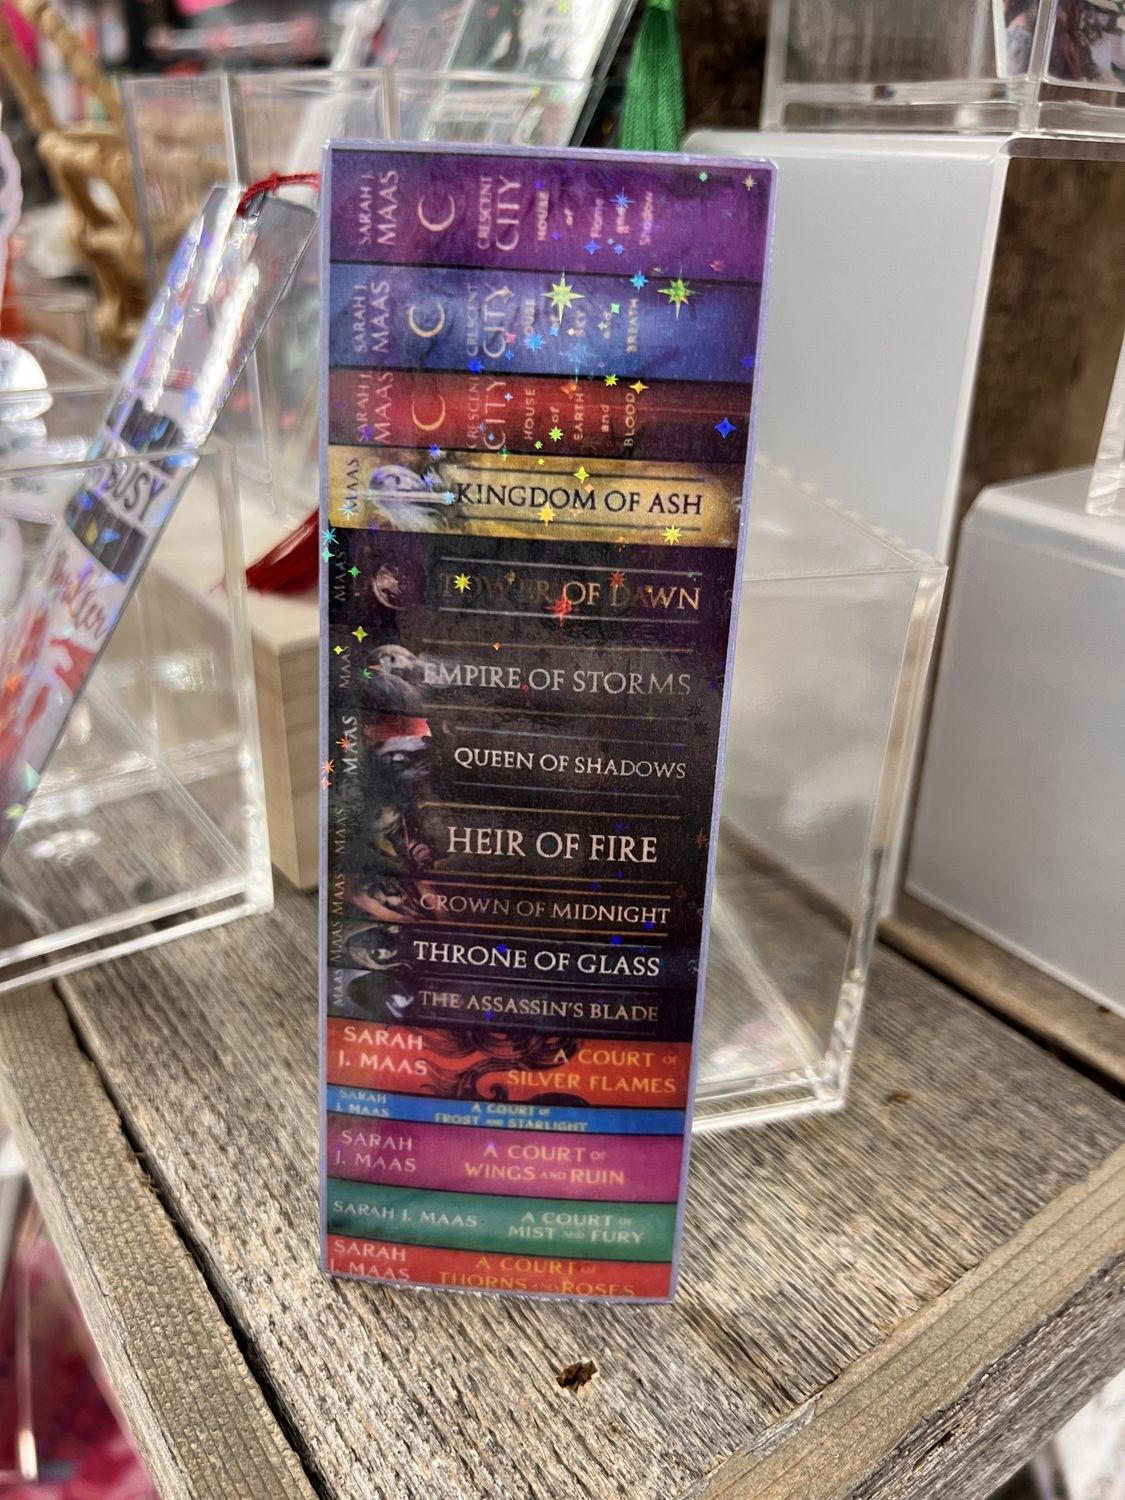 SARAH J.
MAAS
C
CRESCENT
CITY
HOUSE
of
Flame
and
Shadow
SARAH J.
MAAS
C
CRESCENT
CITY
HOUSE
of
SKY
and
BREATH
SARAH J.
MAAS
C
CRESCENT
CITY
HOUSE
of
EARTH
and
BLOOD
MAAS
KINGDOM OF ASH
MAAS
TOWER OF DAWN
MAAS
EMPIRE OF STORMS
MAAS
QUEEN OF SHADOWS
MAAS
HEIR OF FIRE
MAAS
CROWN OF MIDNIGHT
MAAS
THRONE OF GLASS
MAAS
THE ASSASSIN'S BLADE
SARAH
J. MAAS
A COURT OF
SILVER FLAMES
SARAH
J. MAAS
A COURT OF
FROST AND STARLIGHT
SARAH
J. MAAS
A COURT OF
WINGS AND RUIN
SARAH J. MAAS
A COURT OF
MIST AND FURY
SARAH
J. MAAS
A COURT OF
THORNS AND ROSES
BUSY